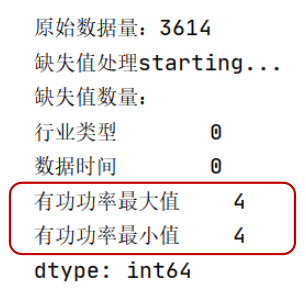 原始数据量：3614
缺失值处理starting...
缺失值数量：
行业类型 0
数据时间 0
有功功率最大值 4
有功功率最小值 4
dtype: int64